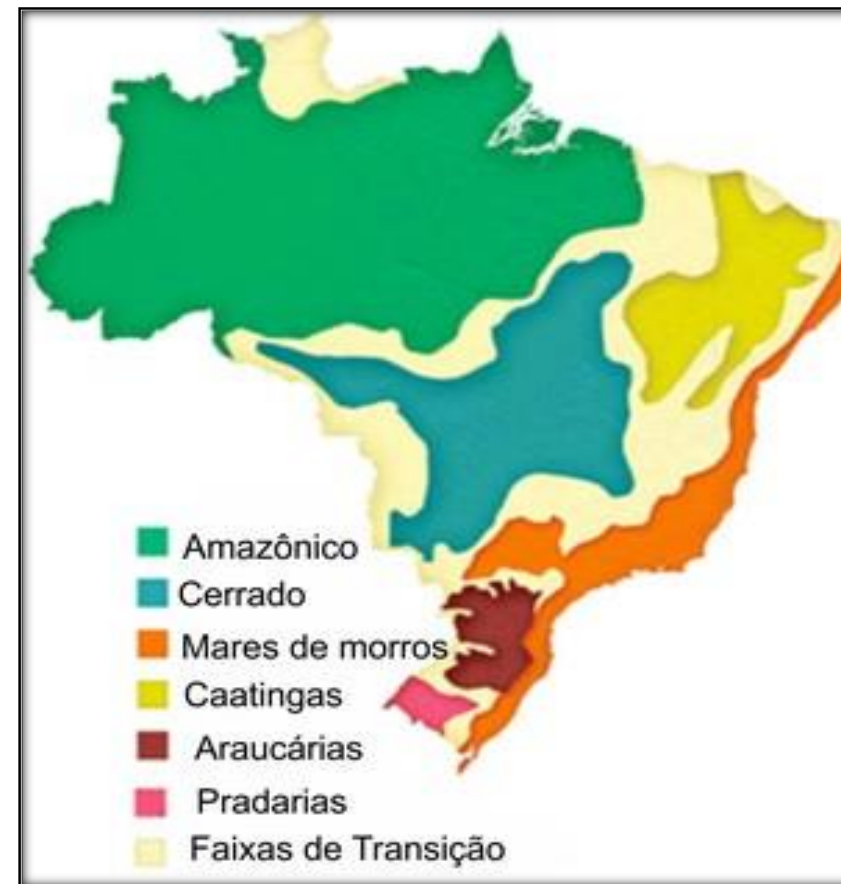 Amazônico
Cerrado
Mares de morros
Caatingas
Araucárias
Pradarias
Faixas de Transição